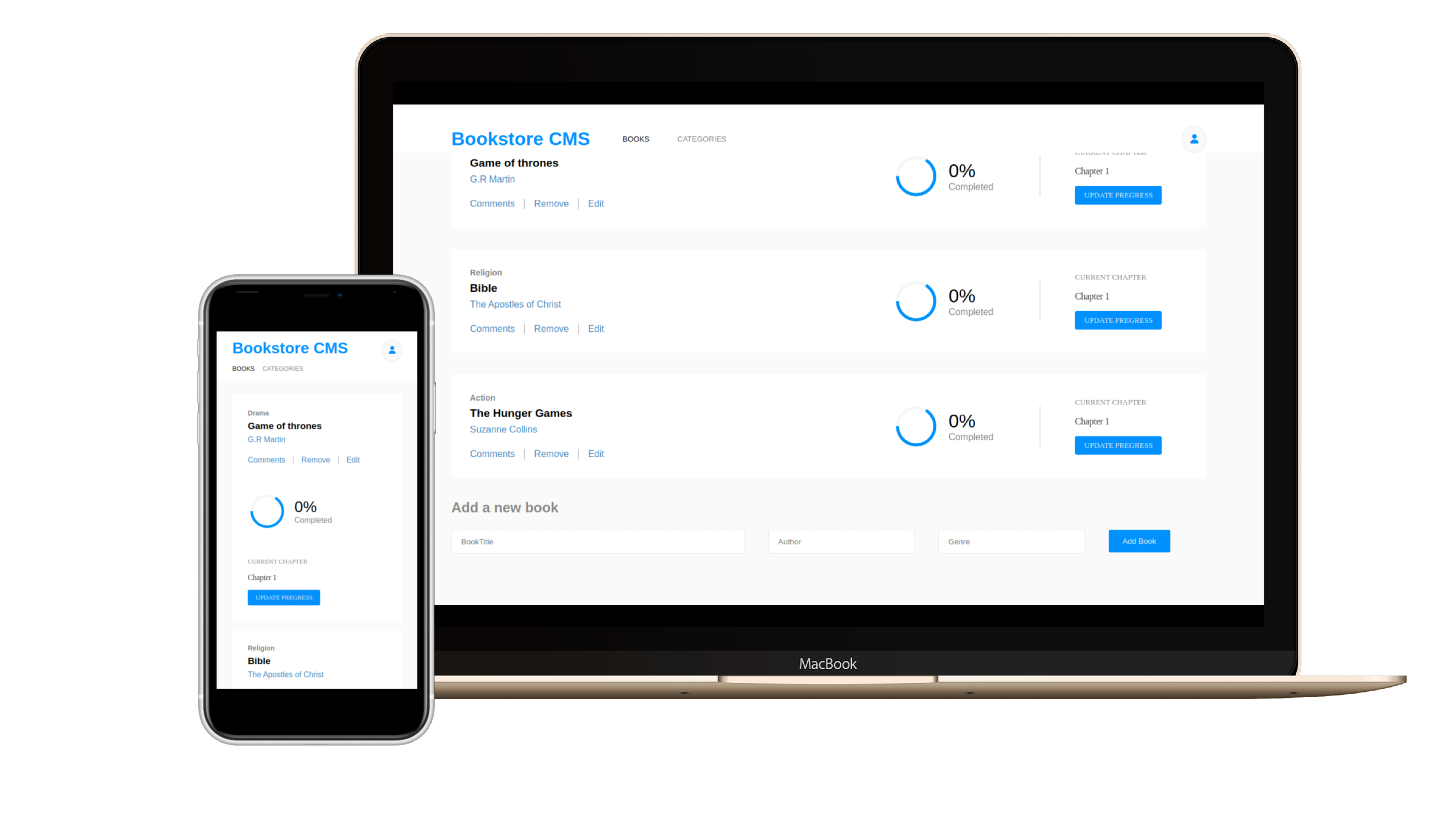 Bookstore CMS
BOOKS CATEGORIES
Game of thrones
G.R Martin
Comments Remove Edit
0%
Completed
CURRENT CHAPTER
Chapter 1
UPDATE PREGRESS
Religion
Bible
The Apostles of Christ
Comments Remove Edit
0%
Completed
CURRENT CHAPTER
Chapter 1
UPDATE PREGRESS
Action
The Hunger Games
Suzanne Collins
Comments Remove Edit
0%
Completed
CURRENT CHAPTER
Chapter 1
UPDATE PREGRESS
Add a new book
BookTitle Author Genre Add Book
MacBook
Bookstore CMS
BOOKS CATEGORIES
Drama
Game of thrones
G.R Martin
Comments Remove Edit
0%
Completed
CURRENT CHAPTER
Chapter 1
UPDATE PREGRESS
Religion
Bible
The Apostles of Christ